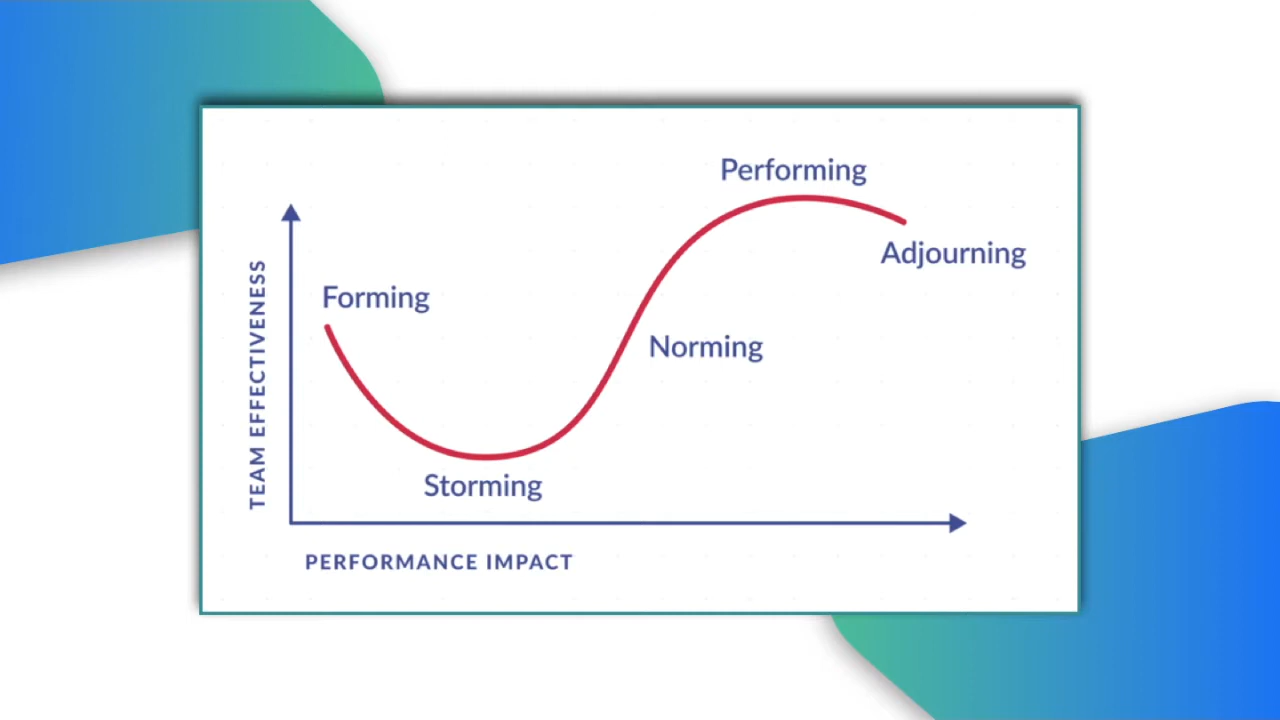 Performing
Adjourning
Forming
Norming
Storming
TEAM EFFECTIVENESS
PERFORMANCE IMPACT